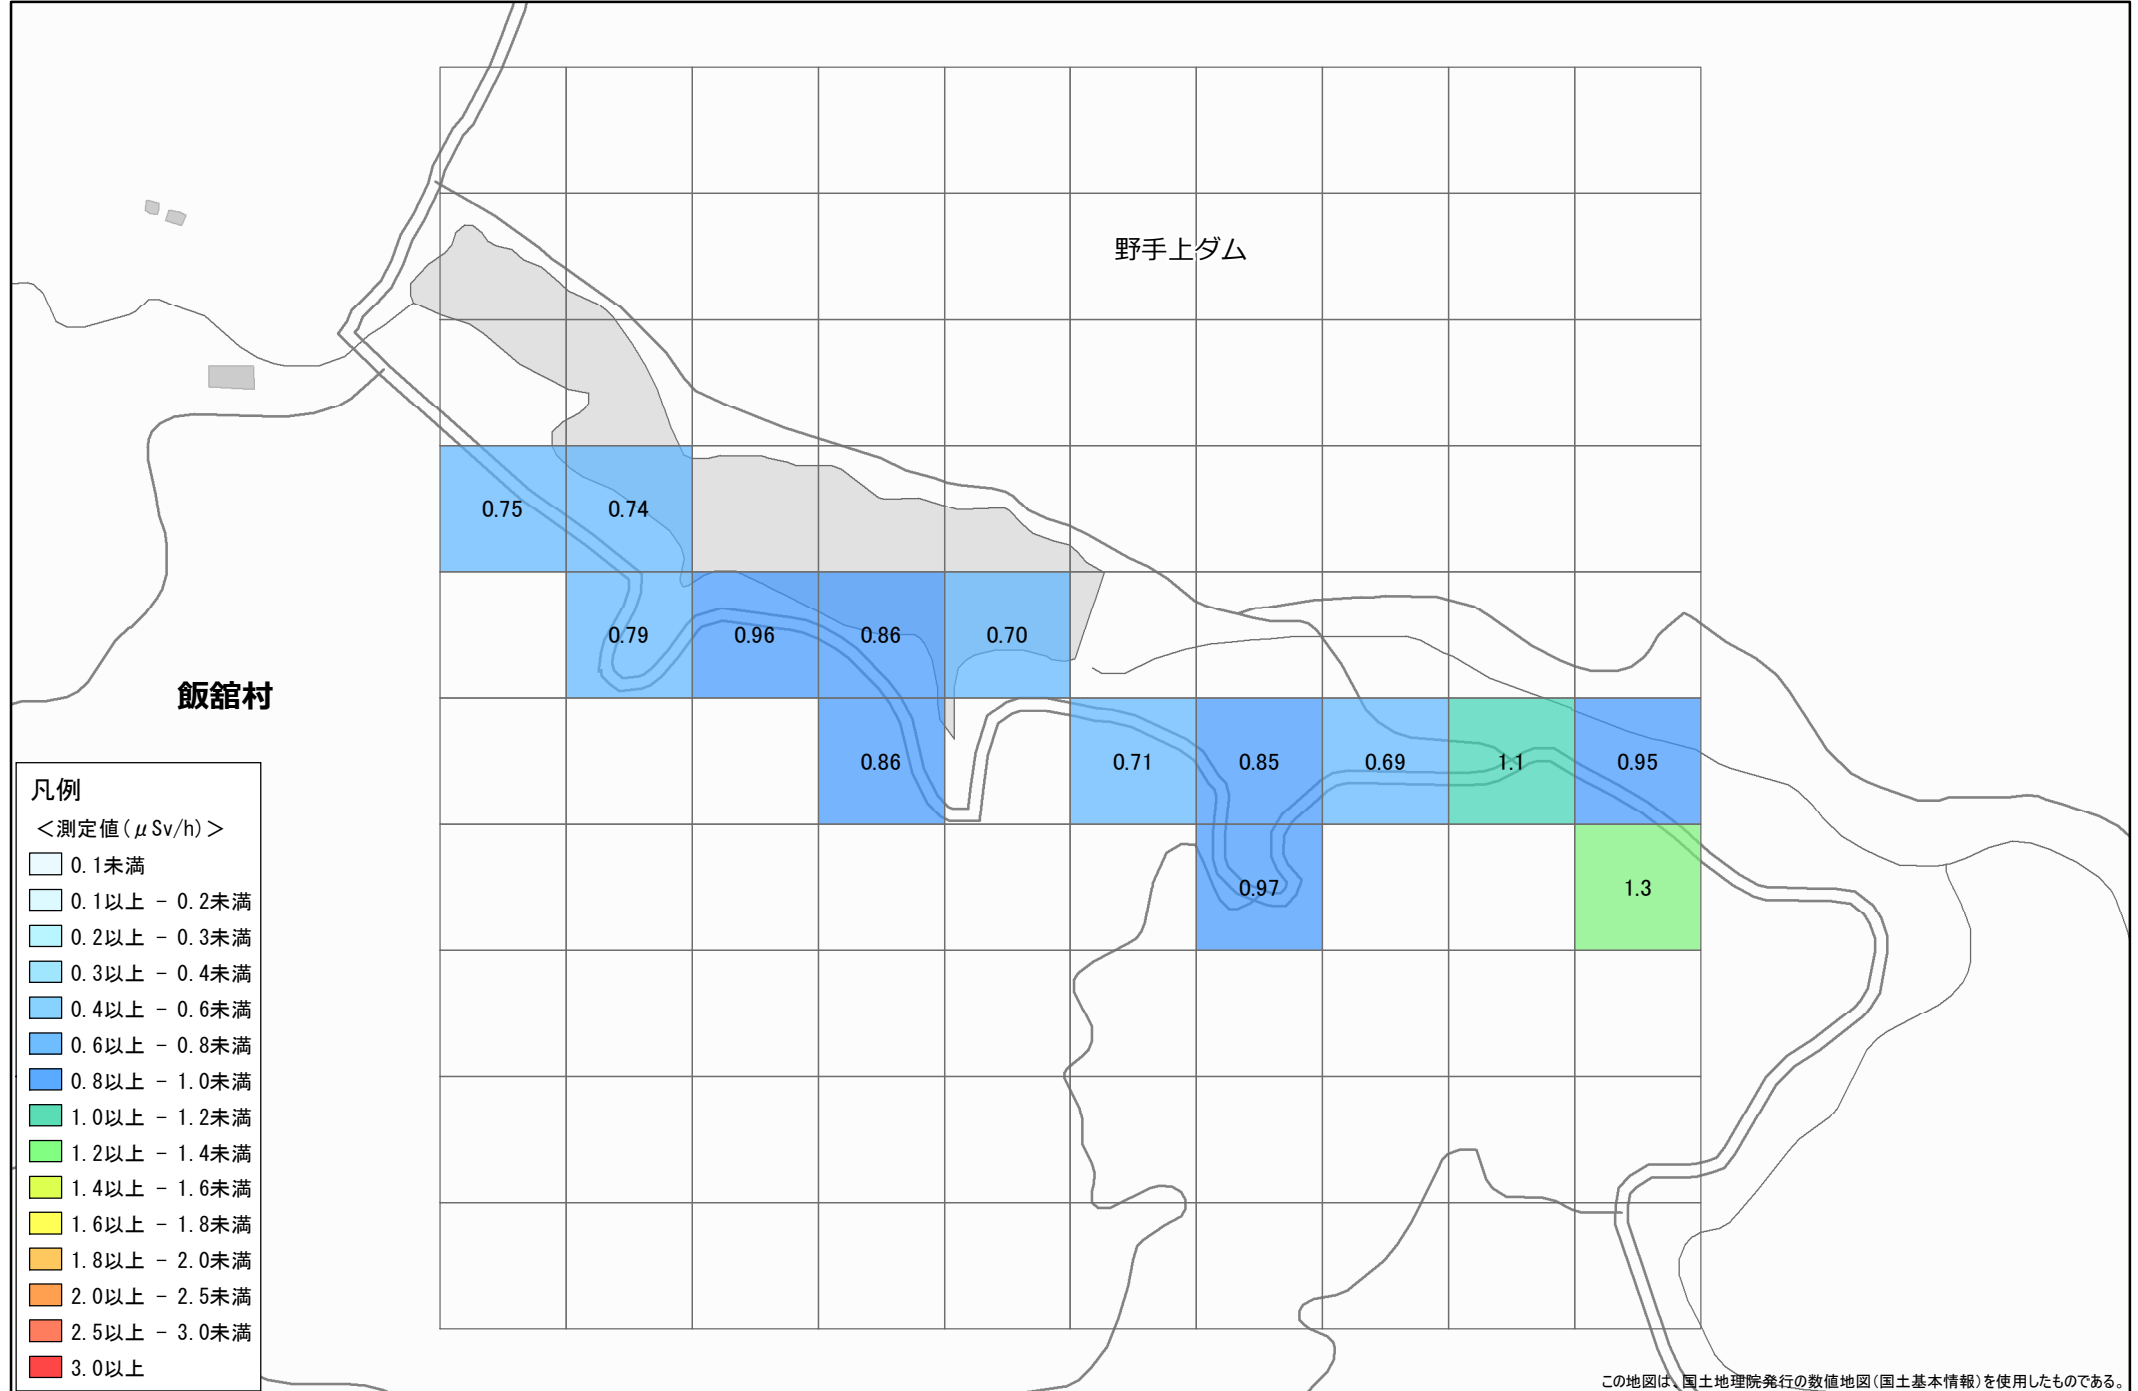 野手上ダム
0.75
0.74
0.79
0.96
0.86
0.70
飯舘村
0.86
0.71
0.85
0.69
1.1
0.95
0.97
1.3
凡例
＜測定値(μSv/h)＞
0.1未満
0.1以上 - 0.2未満
0.2以上 - 0.3未満
0.3以上 - 0.4未満
0.4以上 - 0.6未満
0.6以上 - 0.8未満
0.8以上 - 1.0未満
1.0以上 - 1.2未満
1.2以上 - 1.4未満
1.4以上 - 1.6未満
1.6以上 - 1.8未満
1.8以上 - 2.0未満
2.0以上 - 2.5未満
2.5以上 - 3.0未満
3.0以上
この地図は、国土地理院発行の数値地図(国土基本情報)を使用したものである。